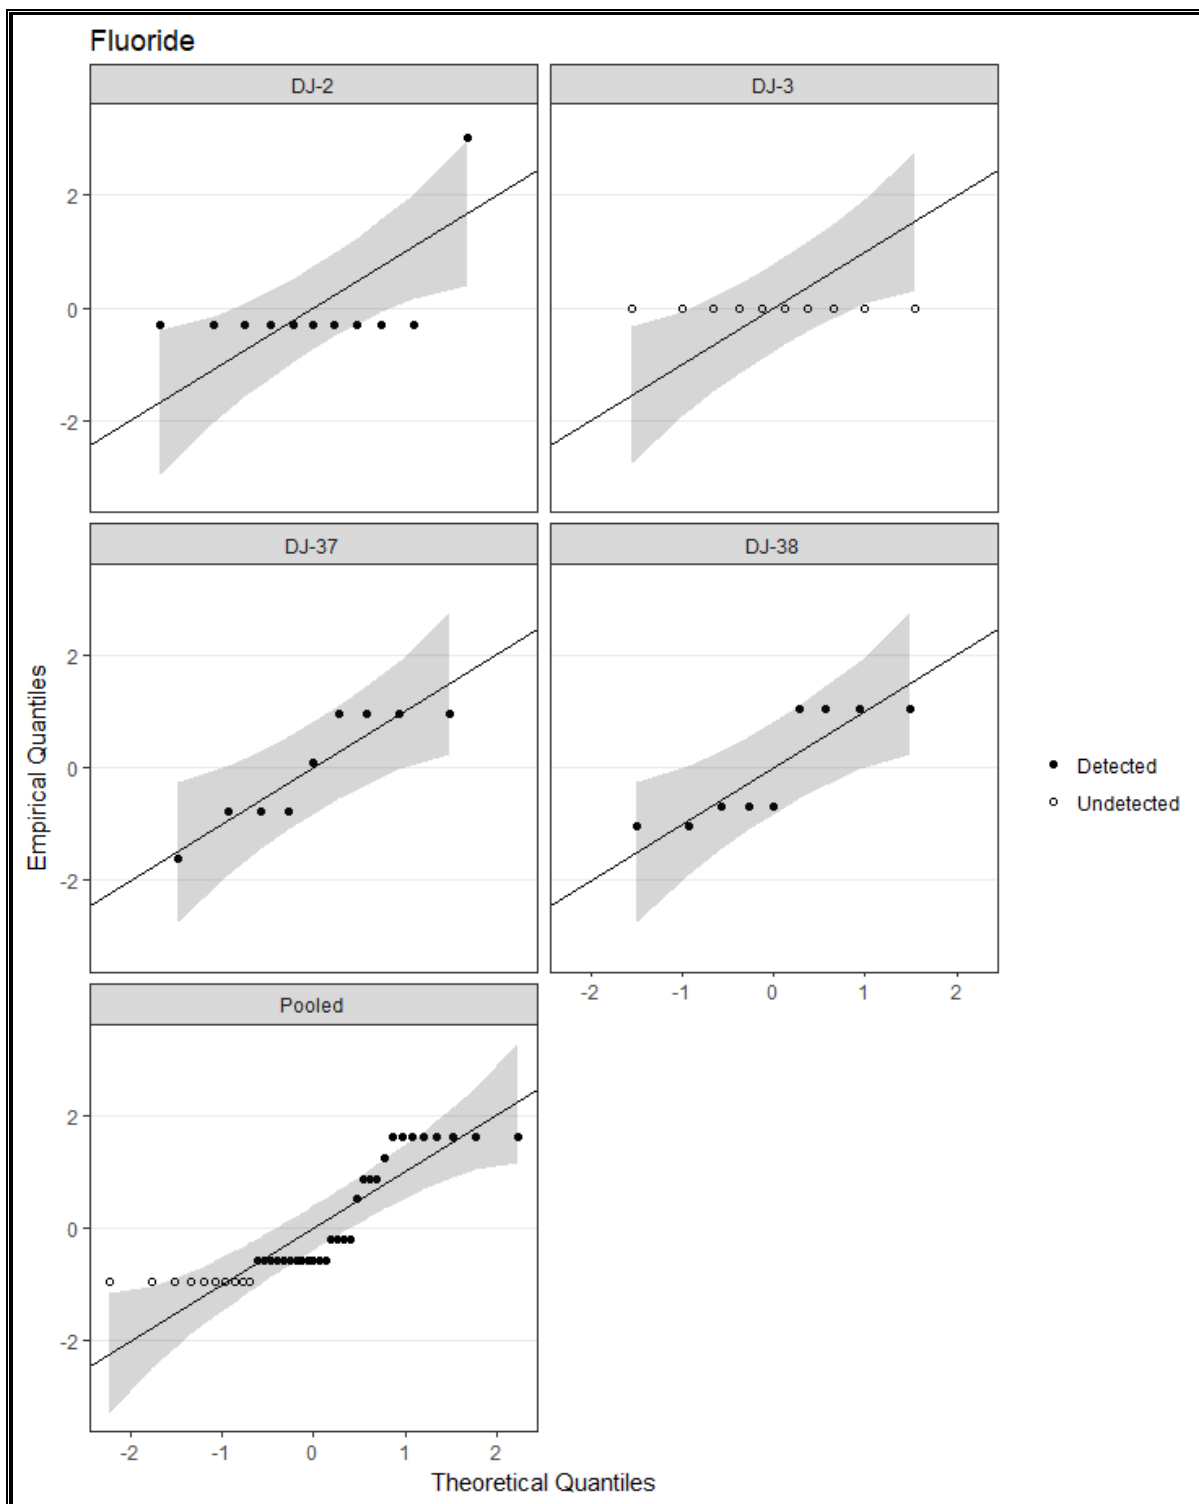 Fluoride
DJ-2
DJ-3
2
0
-2
DJ-37
DJ-38
2
0
-2
-2 -1 0 1 2
Pooled
2
0
-2
-2 -1 0 1 2
Theoretical Quantiles
Empirical Quantiles
Detected
Undetected